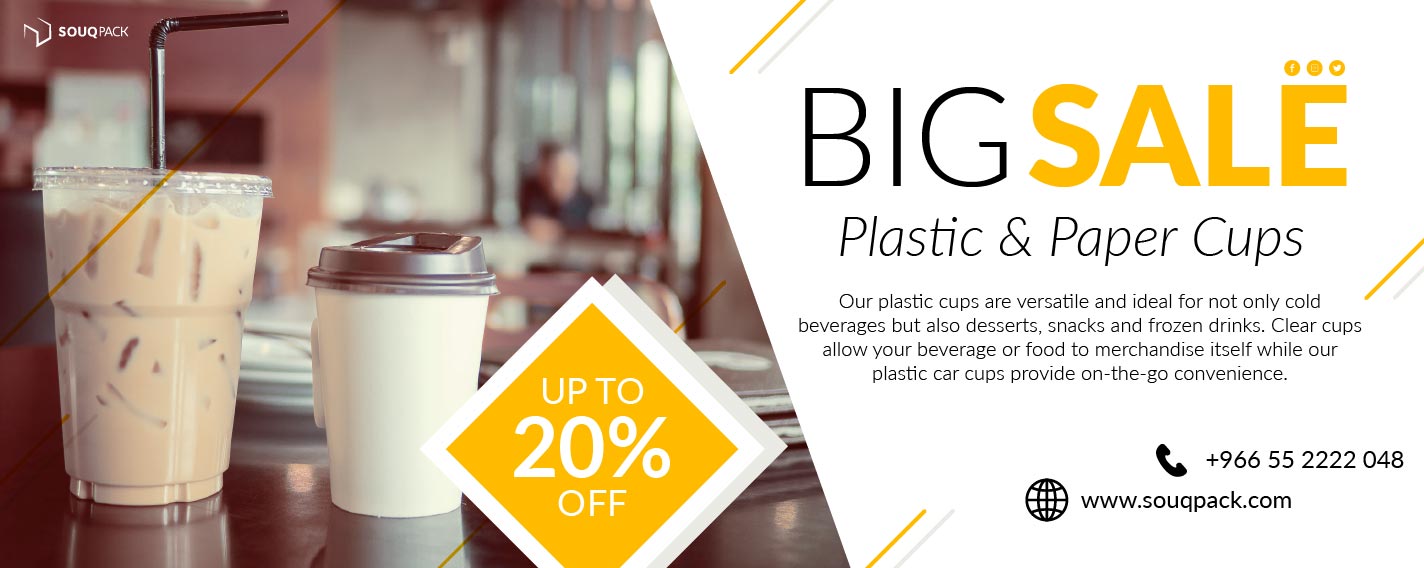 SOUQPACK
BIG SALE
Plastic & Paper Cups
Our plastic cups are versatile and ideal for not only cold
beverages but also desserts, snacks and frozen drinks. Clear cups
allow your beverage or food to merchandise itself while our
plastic car cups provide on-the-go convenience.
UP TO
20%
OFF
+966 55 2222 048
www.souqpack.com